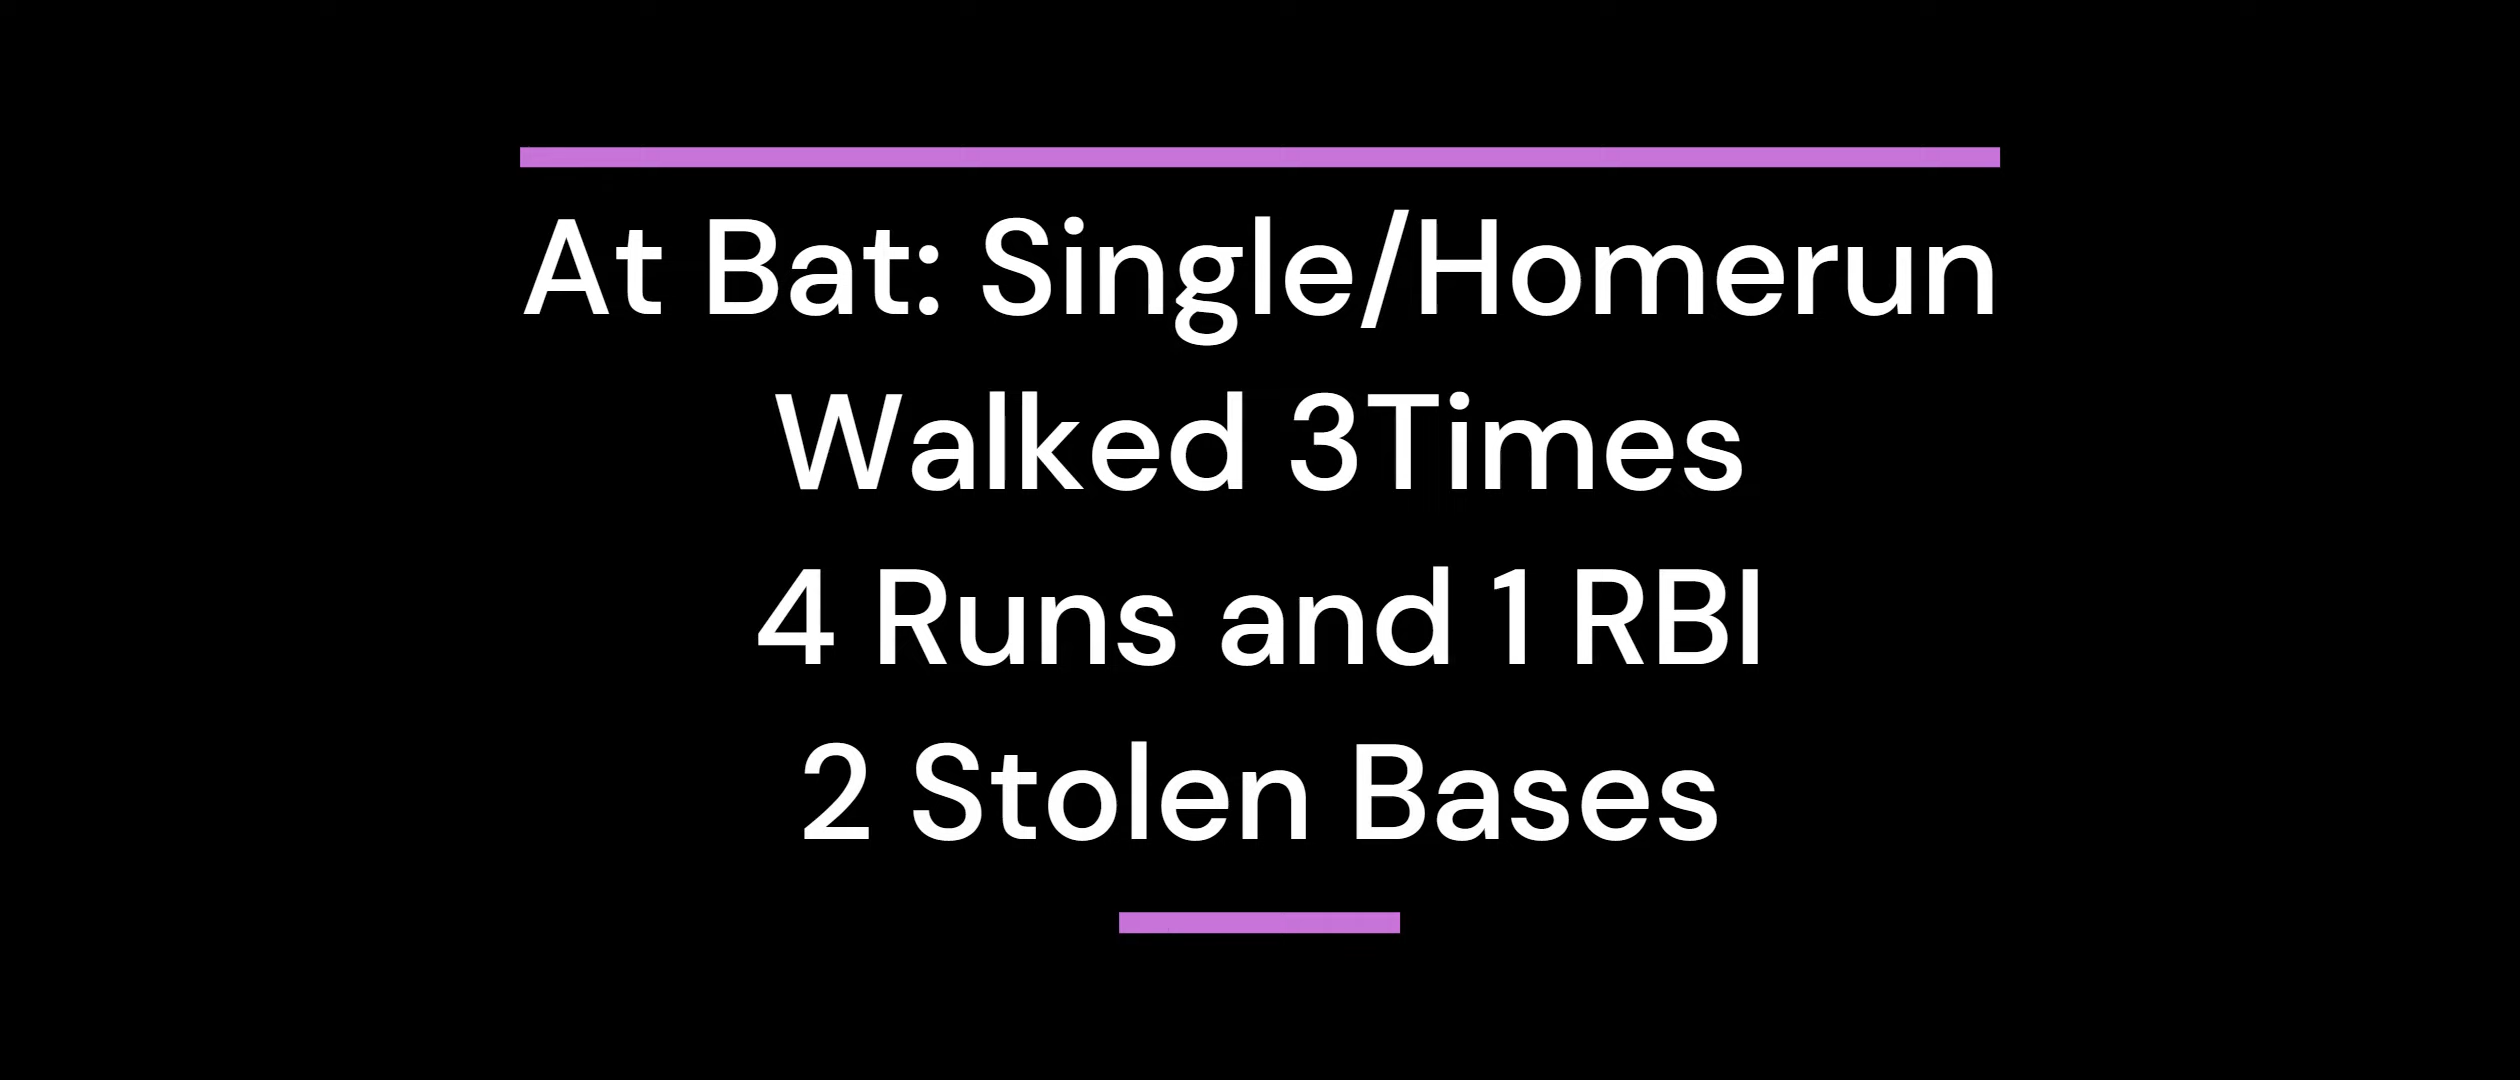 At Bat: Single/Homerun
Walked 3Times
4 Runs and 1 RBI
2 Stolen Bases